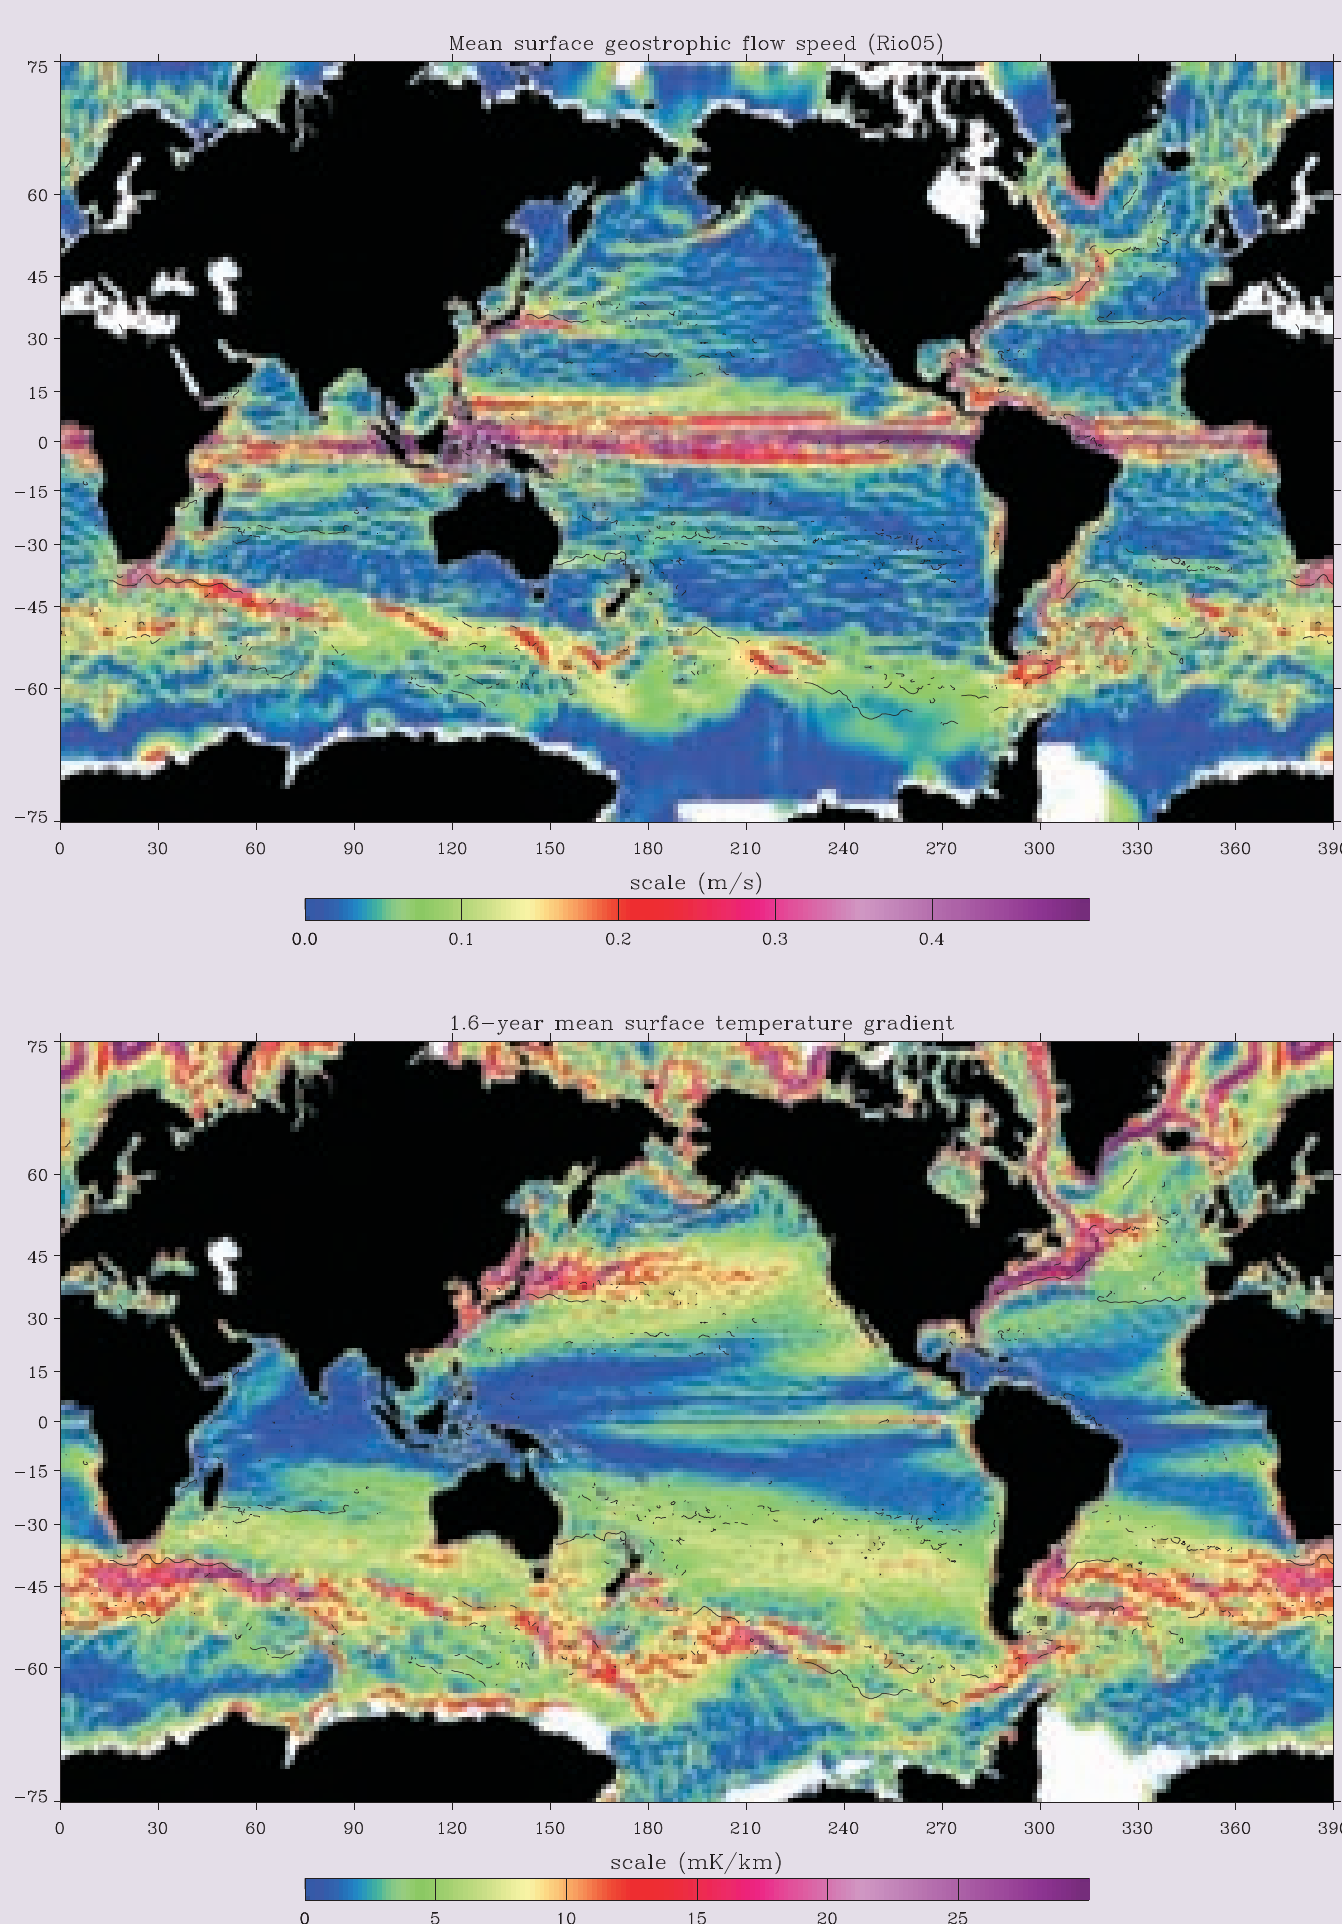 Mean surface geostrophic flow speed (Rio05)
75
60
45
30
15
0
−15
−30
−45
−60
−75
0 30 60 90 120 150 180 210 240 270 300 330 360 390
scale (m/s)
0.0 0.1 0.2 0.3 0.4
1.6−year mean surface temperature gradient
75
60
45
30
15
0
−15
−30
−45
−60
−75
0 30 60 90 120 150 180 210 240 270 300 330 360 390
scale (mK/km)
0 5 10 15 20 25